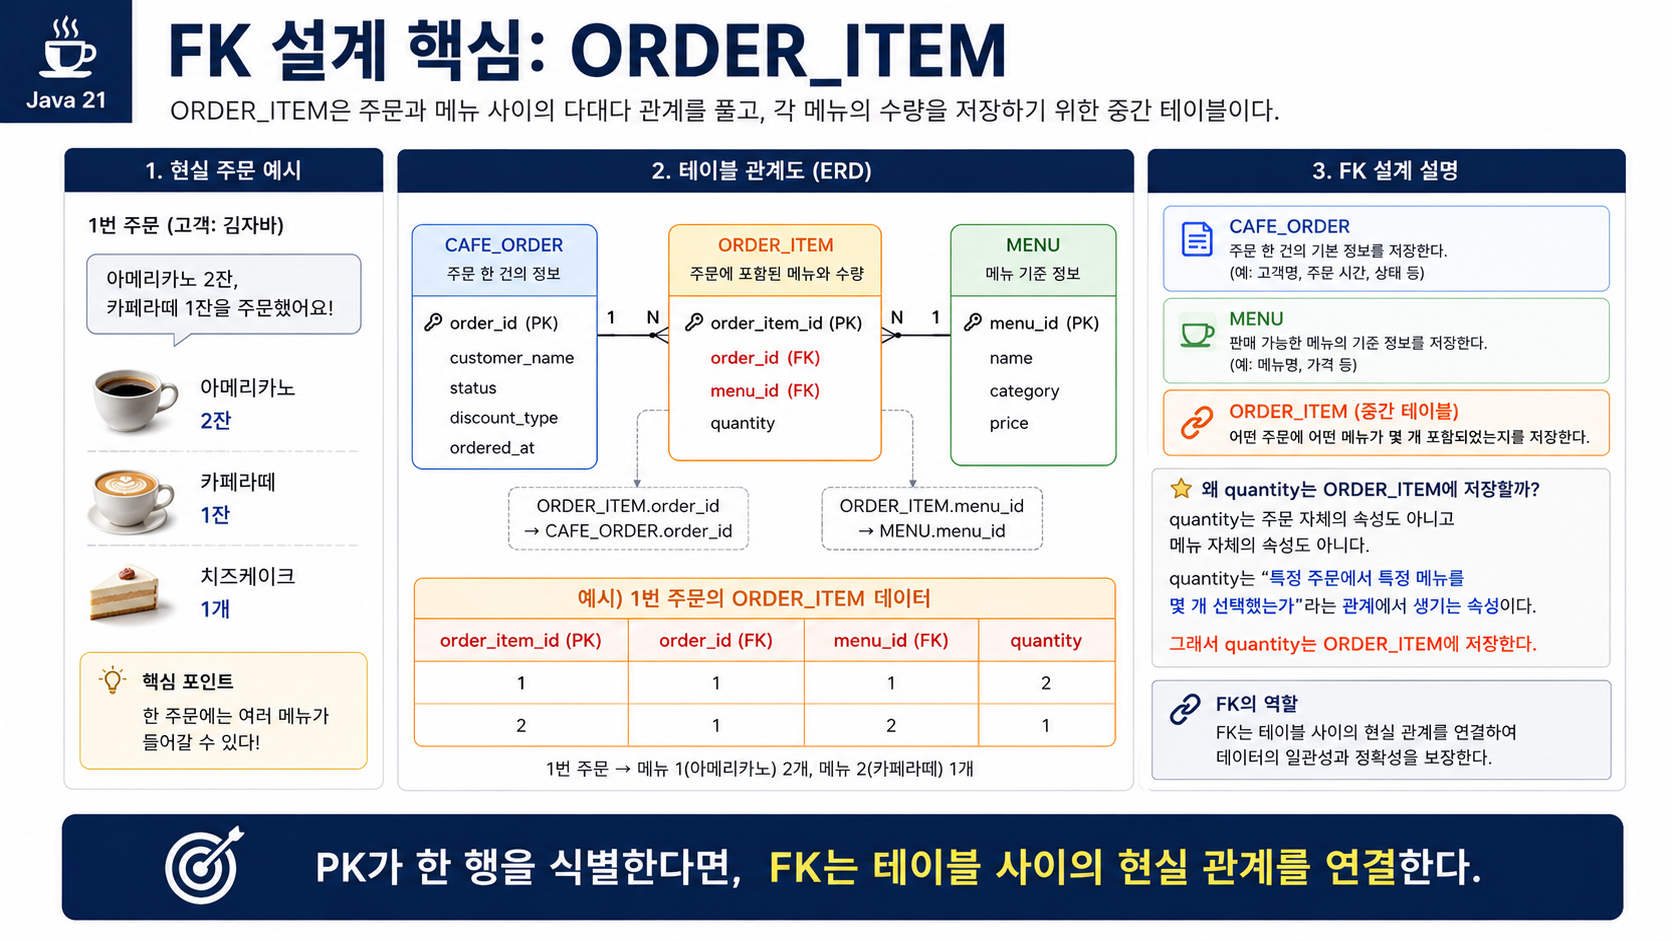 Java 21
FK 설계 핵심: ORDER_ITEM
ORDER_ITEM은 주문과 메뉴 사이의 다대다 관계를 풀고, 각 메뉴의 수량을 저장하기 위한 중간 테이블이다.
1. 현실 주문 예시
1번 주문 (고객: 김자바)
아메리카노 2잔,
카페라떼 1잔을 주문했어요!
아메리카노
2잔
카페라떼
1잔
치즈케이크
1개
핵심 포인트
한 주문에는 여러 메뉴가
들어갈 수 있다!
2. 테이블 관계도 (ERD)
CAFE_ORDER
주문 한 건의 정보
order_id (PK)
customer_name
status
discount_type
ordered_at
1 N
ORDER_ITEM
주문에 포함된 메뉴와 수량
order_item_id (PK)
order_id (FK)
menu_id (FK)
quantity
N 1
MENU
메뉴 기준 정보
menu_id (PK)
name
category
price
ORDER_ITEM.order_id
→ CAFE_ORDER.order_id
ORDER_ITEM.menu_id
→ MENU.menu_id
예시) 1번 주문의 ORDER_ITEM 데이터
order_item_id (PK) order_id (FK) menu_id (FK) quantity
1 1 1 2
2 1 2 1
1번 주문 → 메뉴 1(아메리카노) 2개, 메뉴 2(카페라떼) 1개
3. FK 설계 설명
CAFE_ORDER
주문 한 건의 기본 정보를 저장한다.
(예: 고객명, 주문 시간, 상태 등)
MENU
판매 가능한 메뉴의 기준 정보를 저장한다.
(예: 메뉴명, 가격 등)
ORDER_ITEM (중간 테이블)
어떤 주문에 어떤 메뉴가 몇 개 포함되었는지를 저장한다.
왜 quantity는 ORDER_ITEM에 저장할까?
quantity는 주문 자체의 속성도 아니고
메뉴 자체의 속성도 아니다.
quantity는 “특정 주문에서 특정 메뉴를
몇 개 선택했는가”라는 관계에서 생기는 속성이다.
그래서 quantity는 ORDER_ITEM에 저장한다.
FK의 역할
FK는 테이블 사이의 현실 관계를 연결하여
데이터의 일관성과 정확성을 보장한다.
PK가 한 행을 식별한다면, FK는 테이블 사이의 현실 관계를 연결한다.